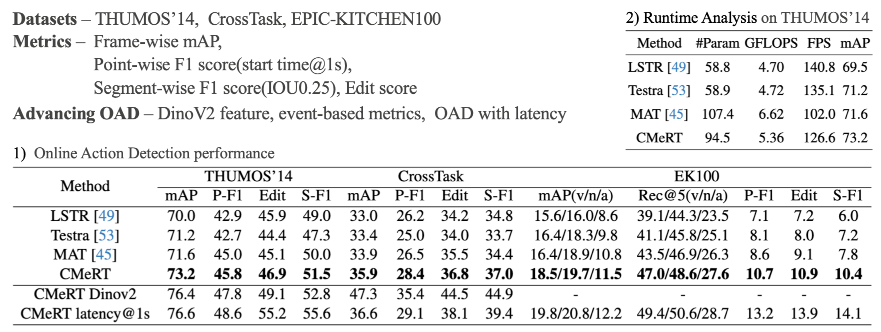 Datasets – THUMOS'14, CrossTask, EPIC-KITCHEN100
Metrics – Frame-wise mAP,
Point-wise F1 score(start time@1s),
Segment-wise F1 score(IOU0.25), Edit score
Advancing OAD – DinoV2 feature, event-based metrics, OAD with latency
2) Runtime Analysis on THUMOS'14
Method #Param GFLOPS FPS mAP
LSTR [49] 58.8 4.70 140.8 69.5
Testra [53] 58.9 4.72 135.1 71.2
MAT [45] 107.4 6.62 102.0 71.6
CMeRT 94.5 5.36 126.6 73.2
1) Online Action Detection performance
Method THUMOS'14 CrossTask EK100
mAP P-F1 Edit S-F1 mAP P-F1 Edit S-F1 mAP(v/n/a) Rec@5(v/n/a) P-F1 Edit S-F1
LSTR [49] 70.0 42.9 45.9 49.0 33.0 26.2 34.2 34.8 15.6/16.0/8.6 39.1/44.3/23.5 7.1 7.2 6.0
Testra [53] 71.2 42.7 44.4 47.3 33.4 25.0 34.0 33.7 16.4/18.3/9.8 41.1/45.8/25.1 8.1 8.0 7.2
MAT [45] 71.6 45.0 45.1 50.0 33.9 26.5 35.5 34.4 16.4/18.9/10.8 43.5/46.9/26.3 8.6 9.1 7.8
CMeRT 73.2 45.8 46.9 51.5 35.9 28.4 36.8 37.0 18.5/19.7/11.5 47.0/48.6/27.6 10.7 10.9 10.4
CMeRT Dinov2 76.4 47.8 49.1 52.8 47.3 35.4 44.5 44.9 - - - - -
CMeRT latency@1s 76.6 48.6 55.2 55.6 36.6 29.1 38.1 39.4 19.8/20.8/12.2 49.4/50.6/28.7 13.2 13.9 14.1